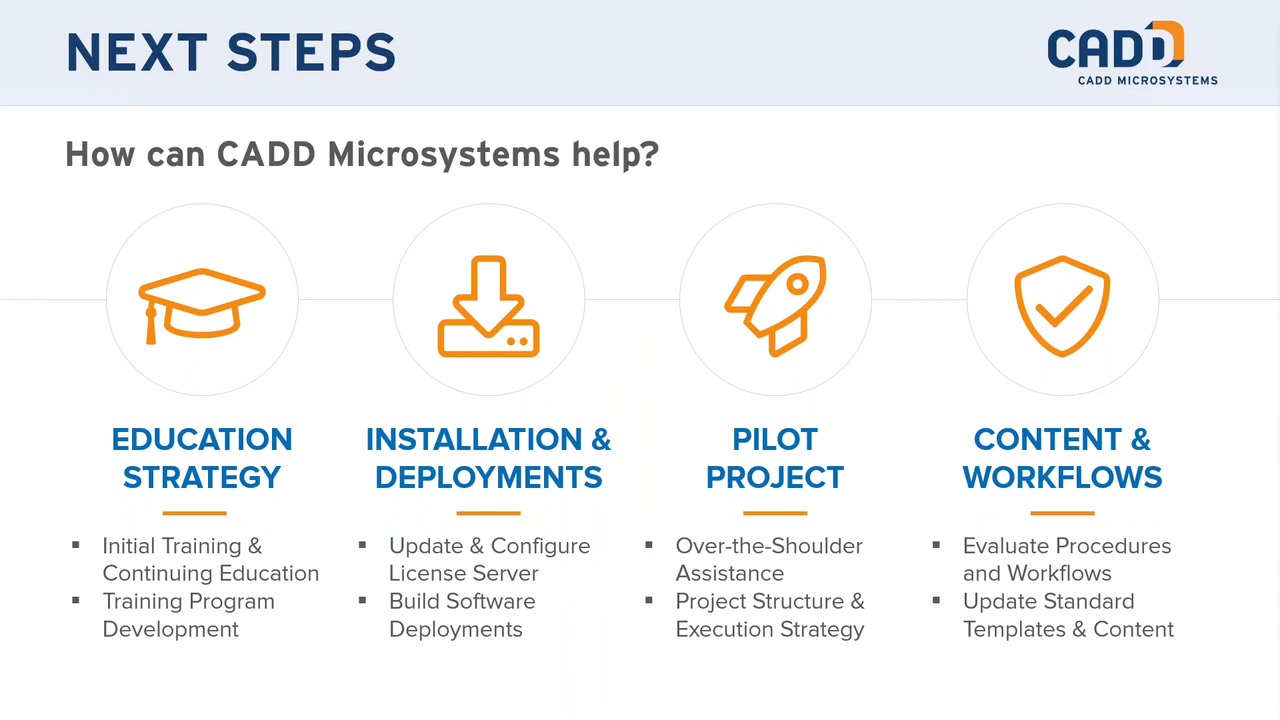 NEXT STEPS
CADD
CADD MICROSYSTEMS
How can CADD Microsystems help?
EDUCATION
STRATEGY
▪ Initial Training &
Continuing Education
▪ Training Program
Development
INSTALLATION &
DEPLOYMENTS
▪ Update & Configure
License Server
▪ Build Software
Deployments
PILOT
PROJECT
▪ Over-the-Shoulder
Assistance
▪ Project Structure &
Execution Strategy
CONTENT &
WORKFLOWS
▪ Evaluate Procedures
and Workflows
▪ Update Standard
Templates & Content